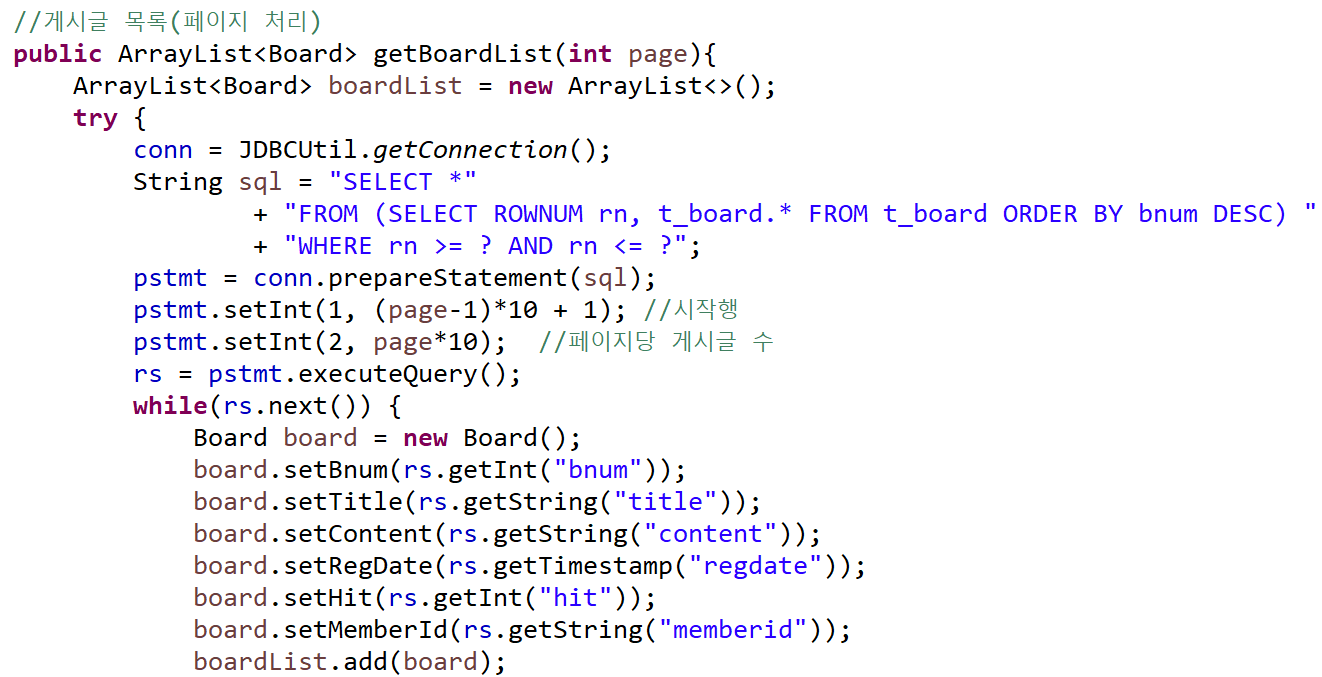 //게시글 목록(페이지 처리)
public ArrayList<Board> getBoardList(int page){
    ArrayList<Board> boardList = new ArrayList<>();
    try {
        conn = JDBCUtil.getConnection();
        String sql = "SELECT *"
                + "FROM (SELECT ROWNUM rn, t_board.* FROM t_board ORDER BY bnum DESC) "
                + "WHERE rn >= ? AND rn <= ?";
        pstmt = conn.prepareStatement(sql);
        pstmt.setInt(1, (page-1)*10 + 1); //시작행
        pstmt.setInt(2, page*10);  //페이지당 게시글 수
        rs = pstmt.executeQuery();
        while(rs.next()) {
            Board board = new Board();
            board.setBnum(rs.getInt("bnum"));
            board.setTitle(rs.getString("title"));
            board.setContent(rs.getString("content"));
            board.setRegDate(rs.getTimestamp("regdate"));
            board.setHit(rs.getInt("hit"));
            board.setMemberId(rs.getString("memberid"));
            boardList.add(board);